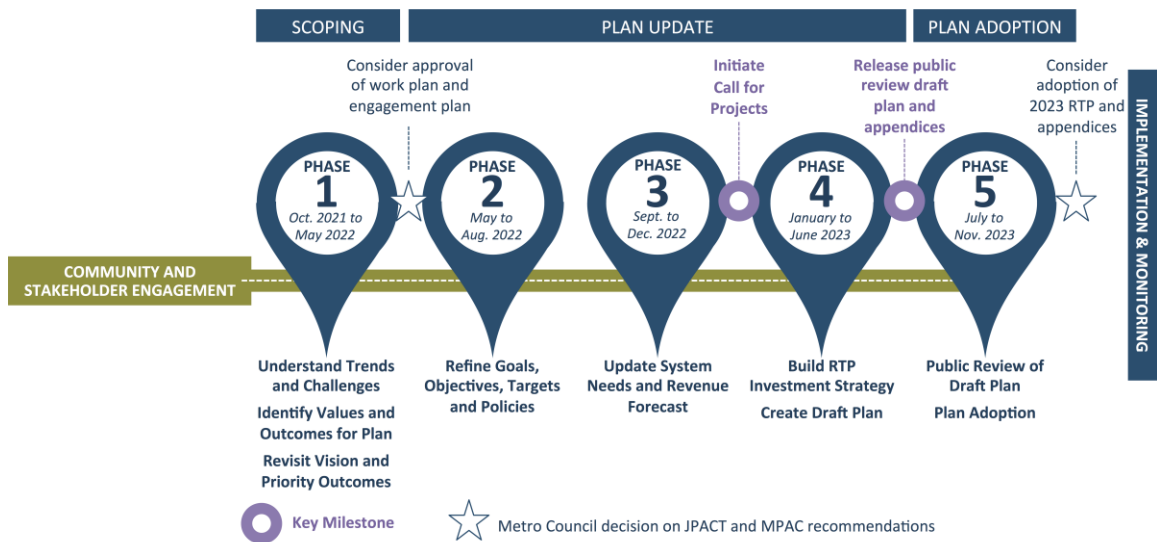 SCOPING
PLAN UPDATE
PLAN ADOPTION
Consider approval
of work plan and
engagement plan
Initiate
Call for
Projects
Release public
review draft
plan and
appendices
Consider
adoption of
2023 RTP and
appendices
IMPLEMENTATION & MONITORING
PHASE
1
Oct. 2021 to
May 2022
PHASE
2
May to
Aug. 2022
PHASE
3
Sept. to
Dec. 2022
PHASE
4
January to
June 2023
PHASE
5
July to
Nov. 2023
COMMUNITY AND
STAKEHOLDER ENGAGEMENT
Understand Trends
and Challenges
Identify Values and
Outcomes for Plan
Revisit Vision and
Priority Outcomes
Refine Goals,
Objectives, Targets
and Policies
Update System
Needs and Revenue
Forecast
Build RTP
Investment Strategy
Create Draft Plan
Public Review of
Draft Plan
Plan Adoption
Key Milestone
Metro Council decision on JPACT and MPAC recommendations